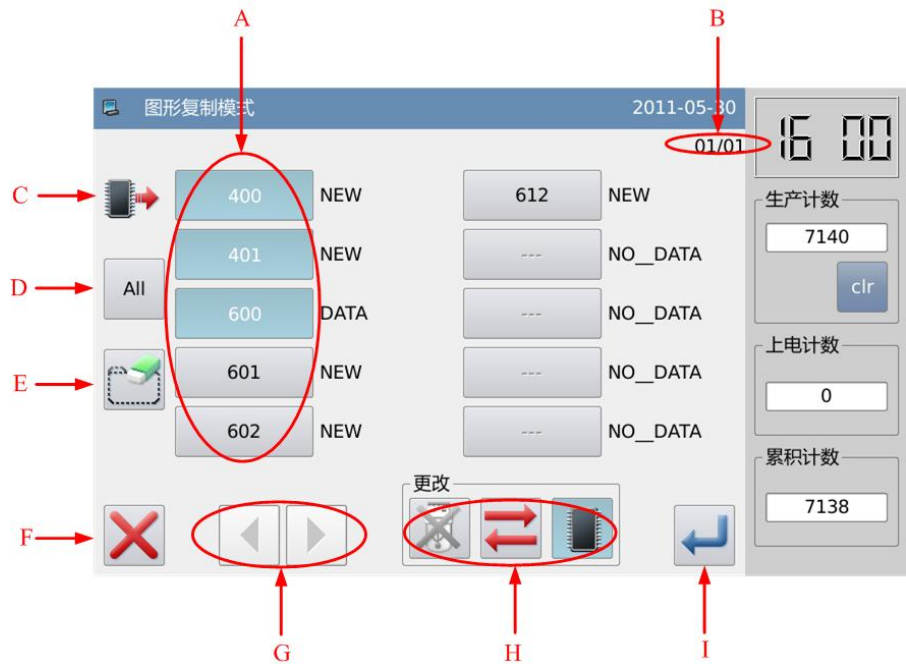 A
B
图形复制模式 2011-05-30
16 00
01/01
C
400 NEW 612 NEW
生产计数
7140
401 NEW --- NO__DATA
D
All
clr
600 DATA --- NO__DATA
上电计数
E
601 NEW --- NO__DATA
0
602 NEW --- NO__DATA
累积计数
更改
7138
F
G
H
I